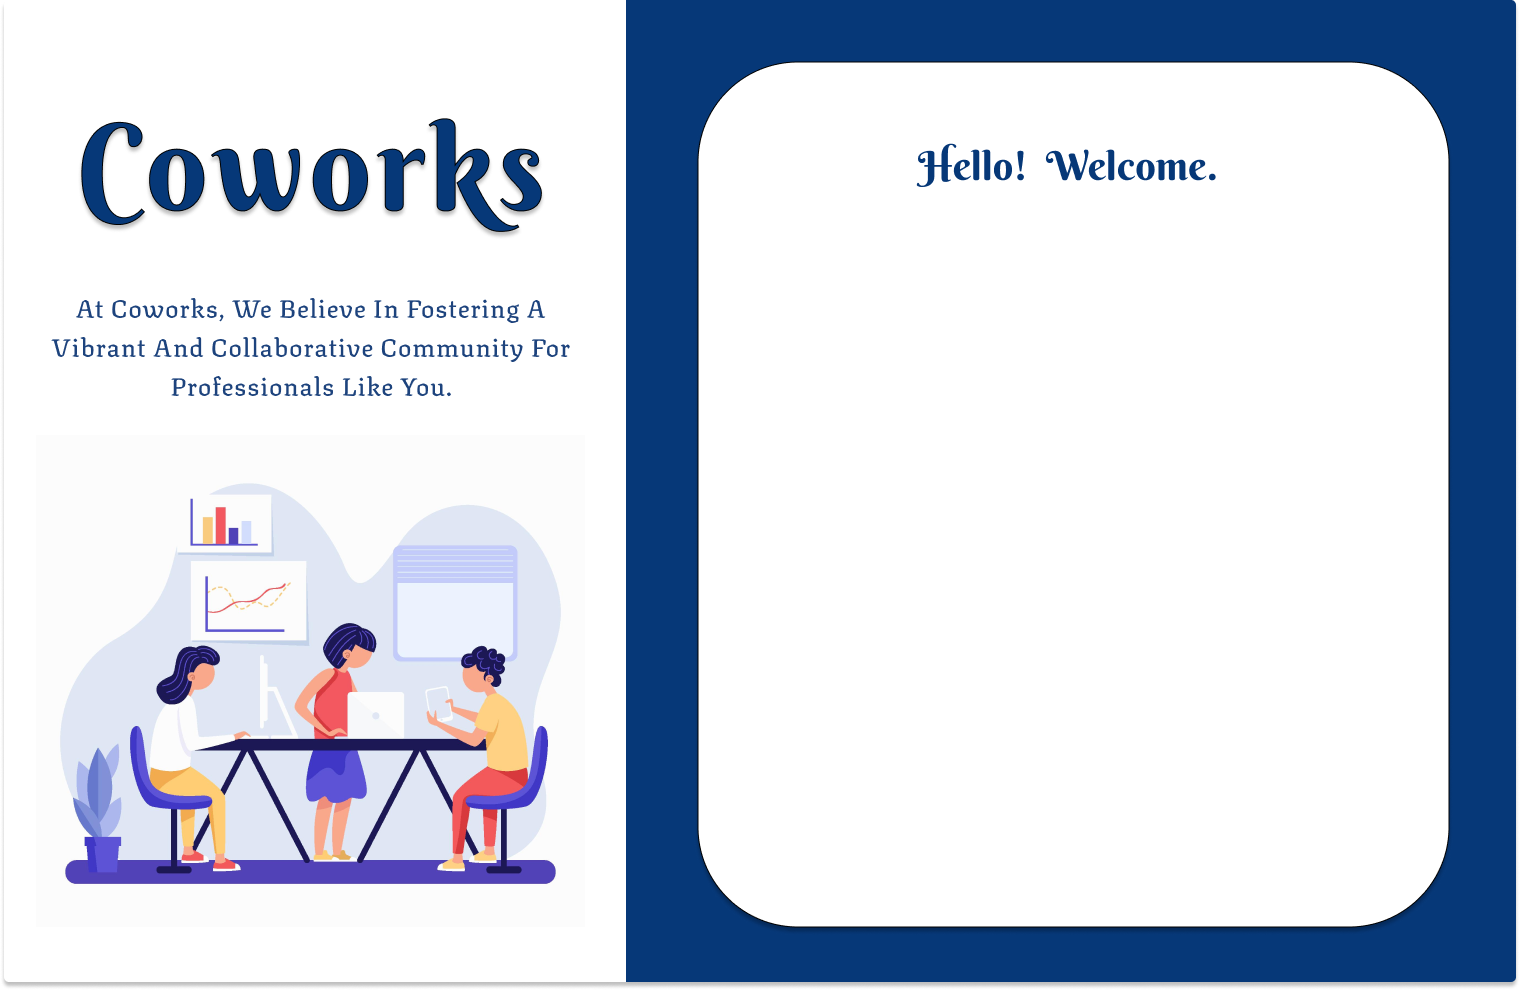 Coworks
At Coworks, We Believe In Fostering A
Vibrant And Collaborative Community For
Professionals Like You.
Hello! Welcome.